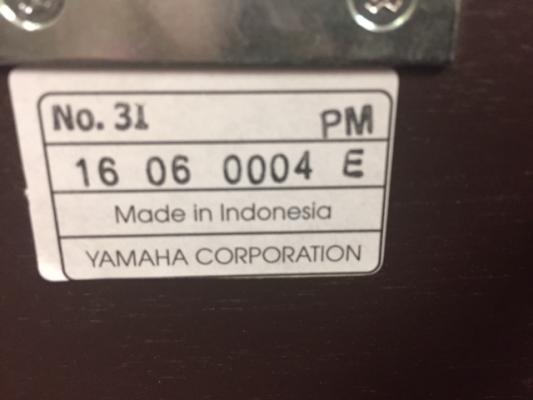 No. 31 PM
16 06 0004 E
Made in Indonesia
YAMAHA CORPORATION